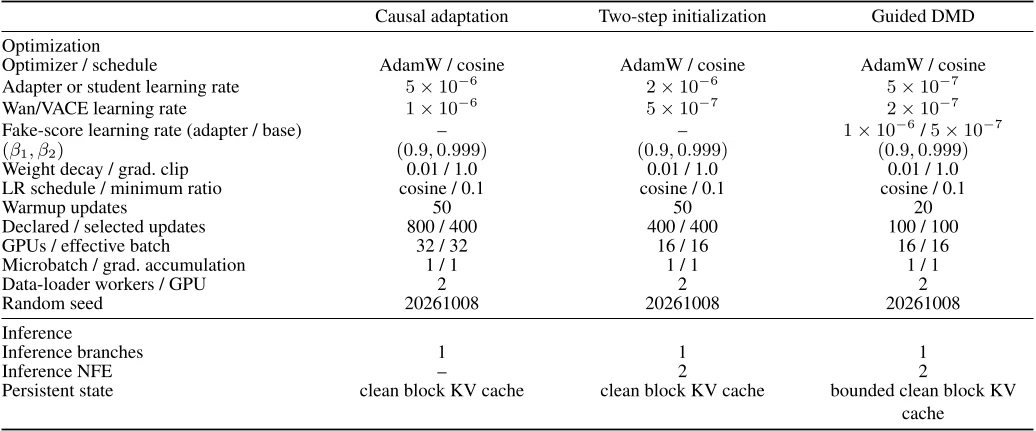 Causal adaptation Two-step initialization Guided DMD
Optimization
Optimizer / schedule AdamW / cosine AdamW / cosine AdamW / cosine
Adapter or student learning rate 5 × 10⁻⁶ 2 × 10⁻⁶ 5 × 10⁻⁷
Wan/VACE learning rate 1 × 10⁻⁶ 5 × 10⁻⁷ 2 × 10⁻⁷
Fake-score learning rate (adapter / base) – – 1 × 10⁻⁶ / 5 × 10⁻⁷
(β₁, β₂) (0.9, 0.999) (0.9, 0.999) (0.9, 0.999)
Weight decay / grad. clip 0.01 / 1.0 0.01 / 1.0 0.01 / 1.0
LR schedule / minimum ratio cosine / 0.1 cosine / 0.1 cosine / 0.1
Warmup updates 50 50 20
Declared / selected updates 800 / 400 400 / 400 100 / 100
GPUs / effective batch 32 / 32 16 / 16 16 / 16
Microbatch / grad. accumulation 1 / 1 1 / 1 1 / 1
Data-loader workers / GPU 2 2 2
Random seed 20261008 20261008 20261008
Inference
Inference branches 1 1 1
Inference NFE – 2 2
Persistent state clean block KV cache clean block KV cache bounded clean block KV
cache